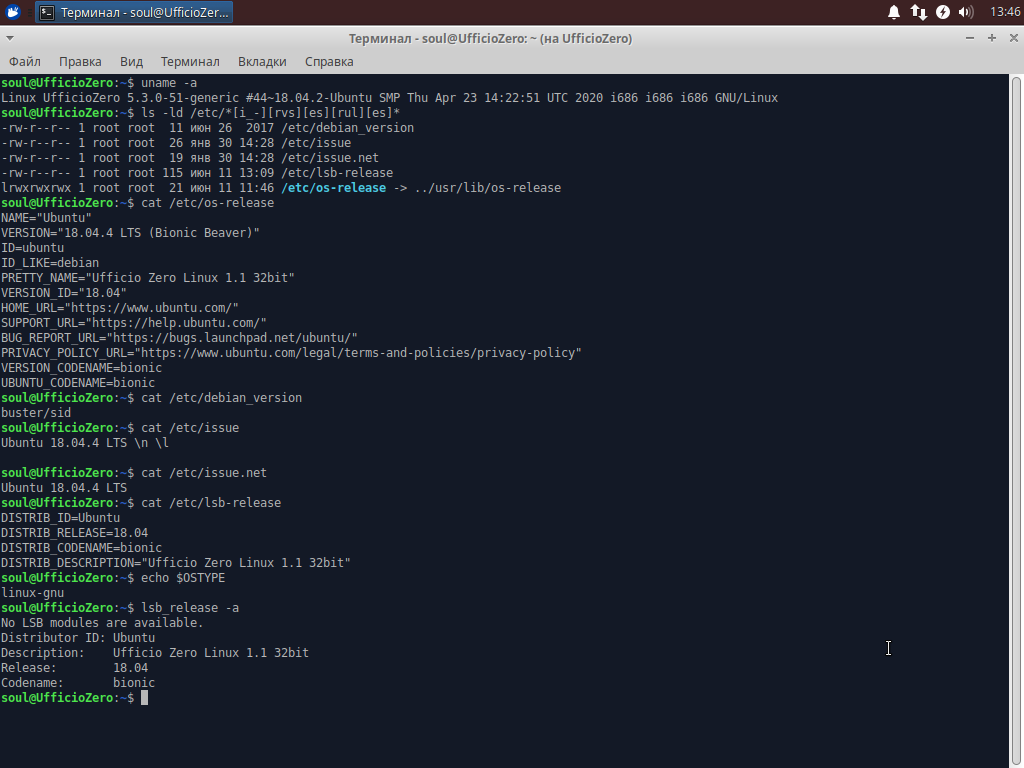 Терминал - soul@UfficioZer...
13:46
Терминал - soul@UfficioZero: ~ (на UfficioZero)
Файл Правка Вид Терминал Вкладки Справка
soul@UfficioZero:~$ uname -a
Linux UfficioZero 5.3.0-51-generic #44~18.04.2-Ubuntu SMP Thu Apr 23 14:22:51 UTC 2020 i686 i686 i686 GNU/Linux
soul@UfficioZero:~$ ls -ld /etc/*[i_-][rvs][es][rul][es]*
-rw-r--r-- 1 root root  11 июн 26  2017 /etc/debian_version
-rw-r--r-- 1 root root  26 янв 30 14:28 /etc/issue
-rw-r--r-- 1 root root  19 янв 30 14:28 /etc/issue.net
-rw-r--r-- 1 root root 115 июн 11 13:09 /etc/lsb-release
lrwxrwxrwx 1 root root  21 июн 11 11:46 /etc/os-release -> ../usr/lib/os-release
soul@UfficioZero:~$ cat /etc/os-release
NAME="Ubuntu"
VERSION="18.04.4 LTS (Bionic Beaver)"
ID=ubuntu
ID_LIKE=debian
PRETTY_NAME="Ufficio Zero Linux 1.1 32bit"
VERSION_ID="18.04"
HOME_URL="https://www.ubuntu.com/"
SUPPORT_URL="https://help.ubuntu.com/"
BUG_REPORT_URL="https://bugs.launchpad.net/ubuntu/"
PRIVACY_POLICY_URL="https://www.ubuntu.com/legal/terms-and-policies/privacy-policy"
VERSION_CODENAME=bionic
UBUNTU_CODENAME=bionic
soul@UfficioZero:~$ cat /etc/debian_version
buster/sid
soul@UfficioZero:~$ cat /etc/issue
Ubuntu 18.04.4 LTS \n \l

soul@UfficioZero:~$ cat /etc/issue.net
Ubuntu 18.04.4 LTS
soul@UfficioZero:~$ cat /etc/lsb-release
DISTRIB_ID=Ubuntu
DISTRIB_RELEASE=18.04
DISTRIB_CODENAME=bionic
DISTRIB_DESCRIPTION="Ufficio Zero Linux 1.1 32bit"
soul@UfficioZero:~$ echo $OSTYPE
linux-gnu
soul@UfficioZero:~$ lsb_release -a
No LSB modules are available.
Distributor ID: Ubuntu
Description:    Ufficio Zero Linux 1.1 32bit
Release:        18.04
Codename:       bionic
soul@UfficioZero:~$